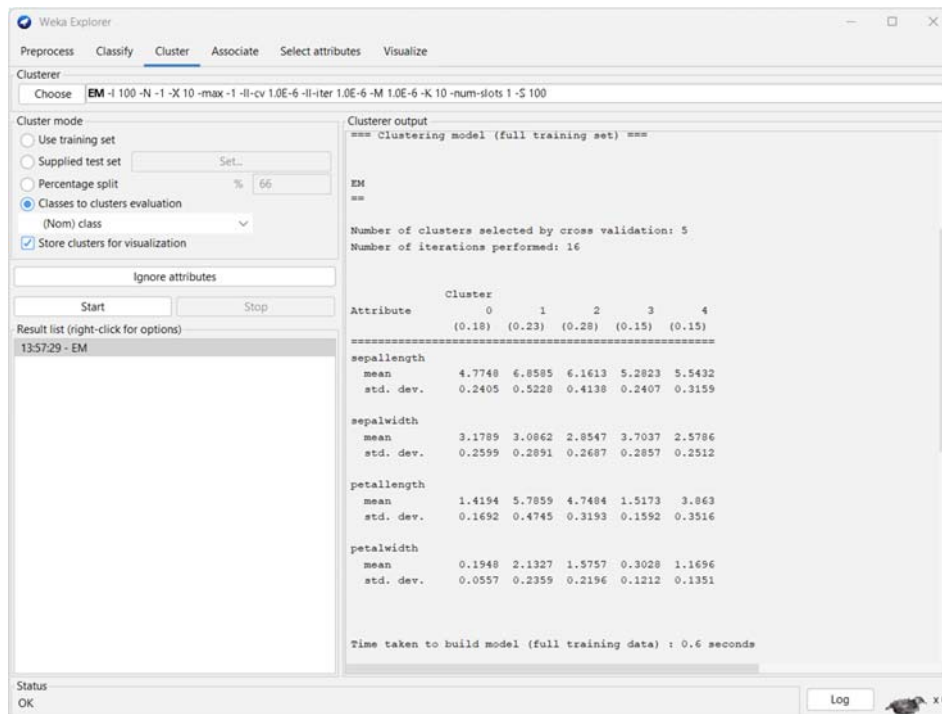 Weka Explorer
Preprocess Classify Cluster Associate Select attributes Visualize
Clusterer
Choose EM -I 100 -N -1 -X 10 -max -1 -ll-cv 1.0E-6 -ll-iter 1.0E-6 -M 1.0E-6 -K 10 -num-slots 1 -S 100
Cluster mode
Use training set
Supplied test set Set...
Percentage split % 66
Classes to clusters evaluation
(Nom) class
Store clusters for visualization
Ignore attributes
Start Stop
Result list (right-click for options)
13:57:29 - EM
Clusterer output
=== Clustering model (full training set) ===
EM
==
Number of clusters selected by cross validation: 5
Number of iterations performed: 16
Cluster
Attribute 0 1 2 3 4
(0.18) (0.23) (0.28) (0.15) (0.15)
======================================================
sepallength
mean 4.7748 6.8585 6.1613 5.2823 5.5432
std. dev. 0.2405 0.5228 0.4138 0.2407 0.3159
sepalwidth
mean 3.1789 3.0862 2.8547 3.7037 2.5786
std. dev. 0.2599 0.2891 0.2687 0.2857 0.2512
petallength
mean 1.4194 5.7859 4.7484 1.5173 3.863
std. dev. 0.1692 0.4745 0.3193 0.1592 0.3516
petalwidth
mean 0.1948 2.1327 1.5757 0.3028 1.1696
std. dev. 0.0557 0.2359 0.2196 0.1212 0.1351
Time taken to build model (full training data) : 0.6 seconds
Status
OK
Log